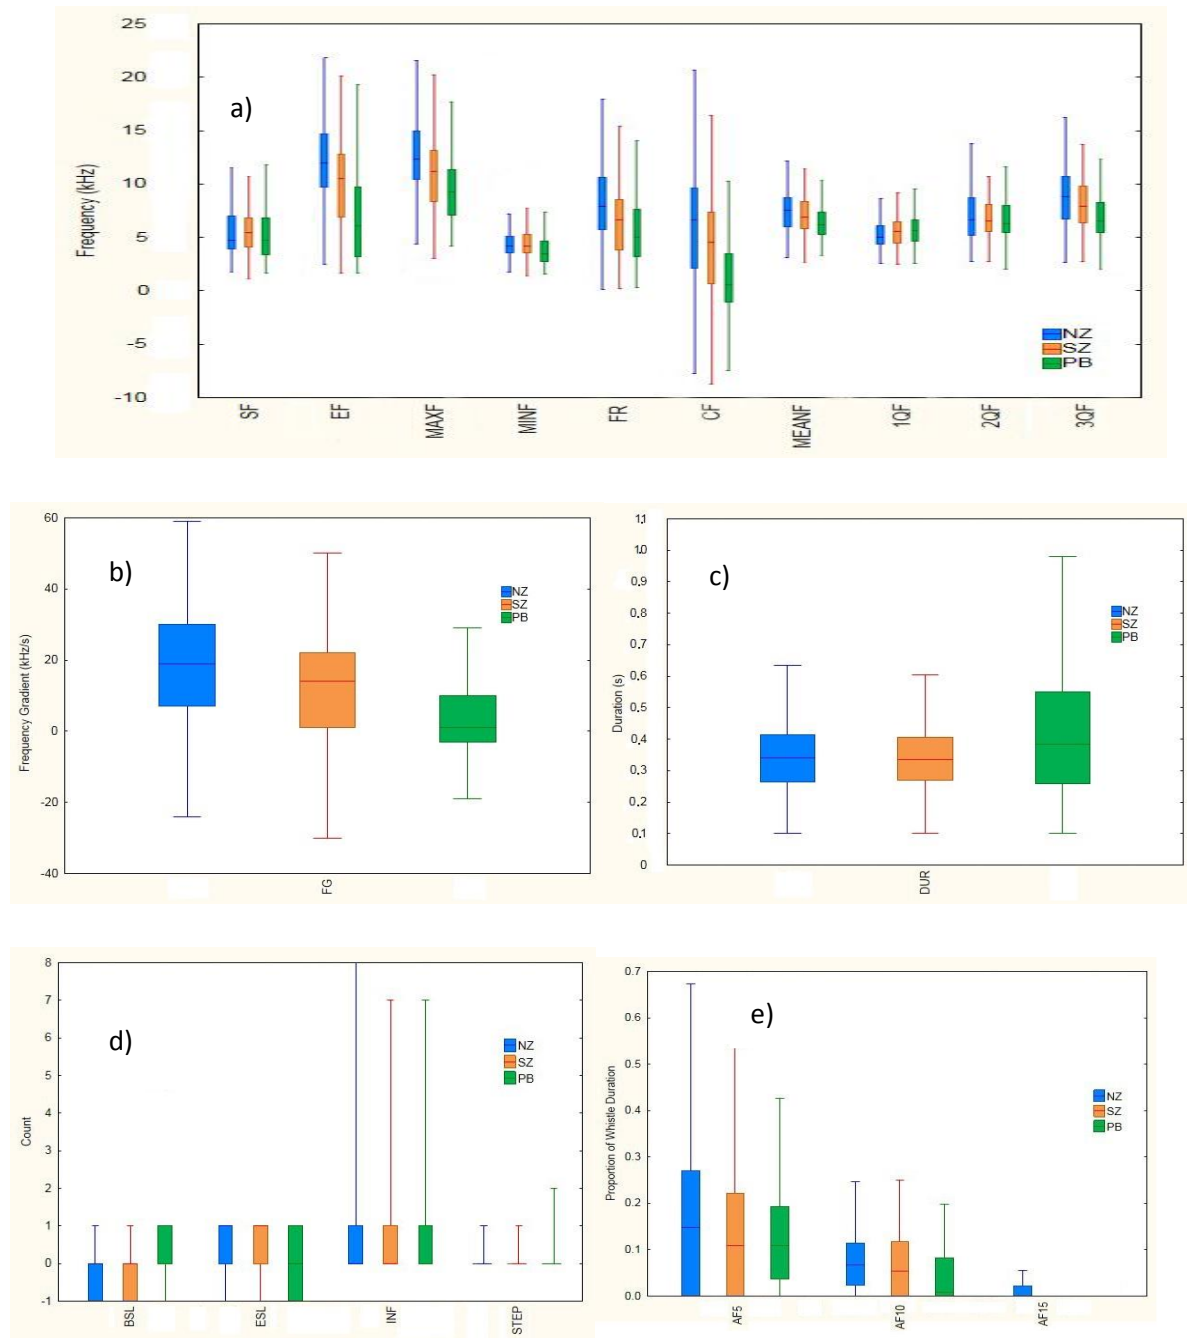 25
20
15
10
5
0
-5
-10
Frequency (kHz)
a)
NZ
SZ
PB
SF
EF
MAXF
MINF
FR
CF
MEANF
1QF
2QF
3QF
60
40
20
0
-20
-40
Frequency Gradient (kHz/s)
b)
NZ
SZ
PB
FG
1.1
1.0
0.9
0.8
0.7
0.6
0.5
0.4
0.3
0.2
0.1
0
Duration (s)
c)
NZ
SZ
PB
DUR
8
7
6
5
4
3
2
1
0
-1
Count
d)
NZ
SZ
PB
BSL
ESL
INF
STEP
0.7
0.6
0.5
0.4
0.3
0.2
0.1
0.0
Proportion of Whistle Duration
e)
NZ
SZ
PB
AF5
AF10
AF15